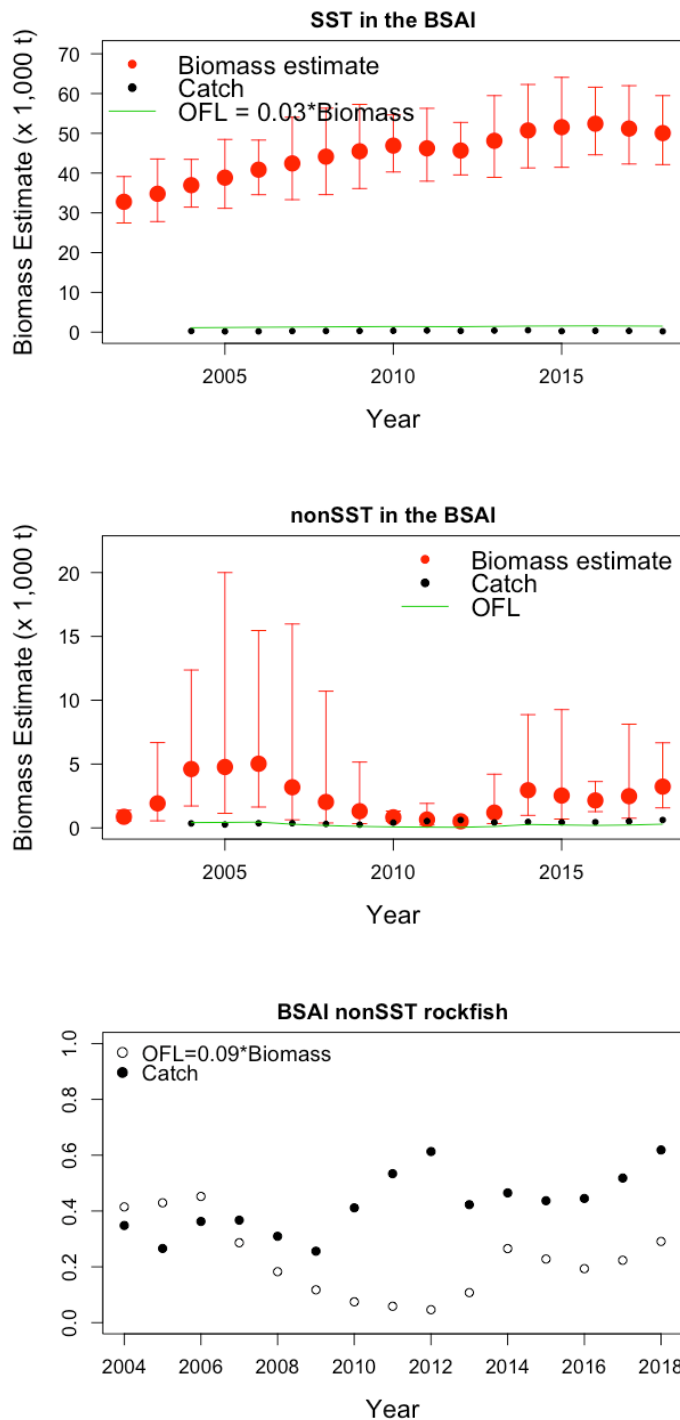 SST in the BSAI
Biomass Estimate (x 1,000 t)
70
60
50
40
30
20
10
0
Biomass estimate
Catch
OFL = 0.03*Biomass
2005
2010
2015
Year
nonSST in the BSAI
Biomass Estimate (x 1,000 t)
20
15
10
5
0
Biomass estimate
Catch
OFL
2005
2010
2015
Year
BSAI nonSST rockfish
1.0
0.8
0.6
0.4
0.2
0.0
OFL=0.09*Biomass
Catch
2004
2006
2008
2010
2012
2014
2016
2018
Year